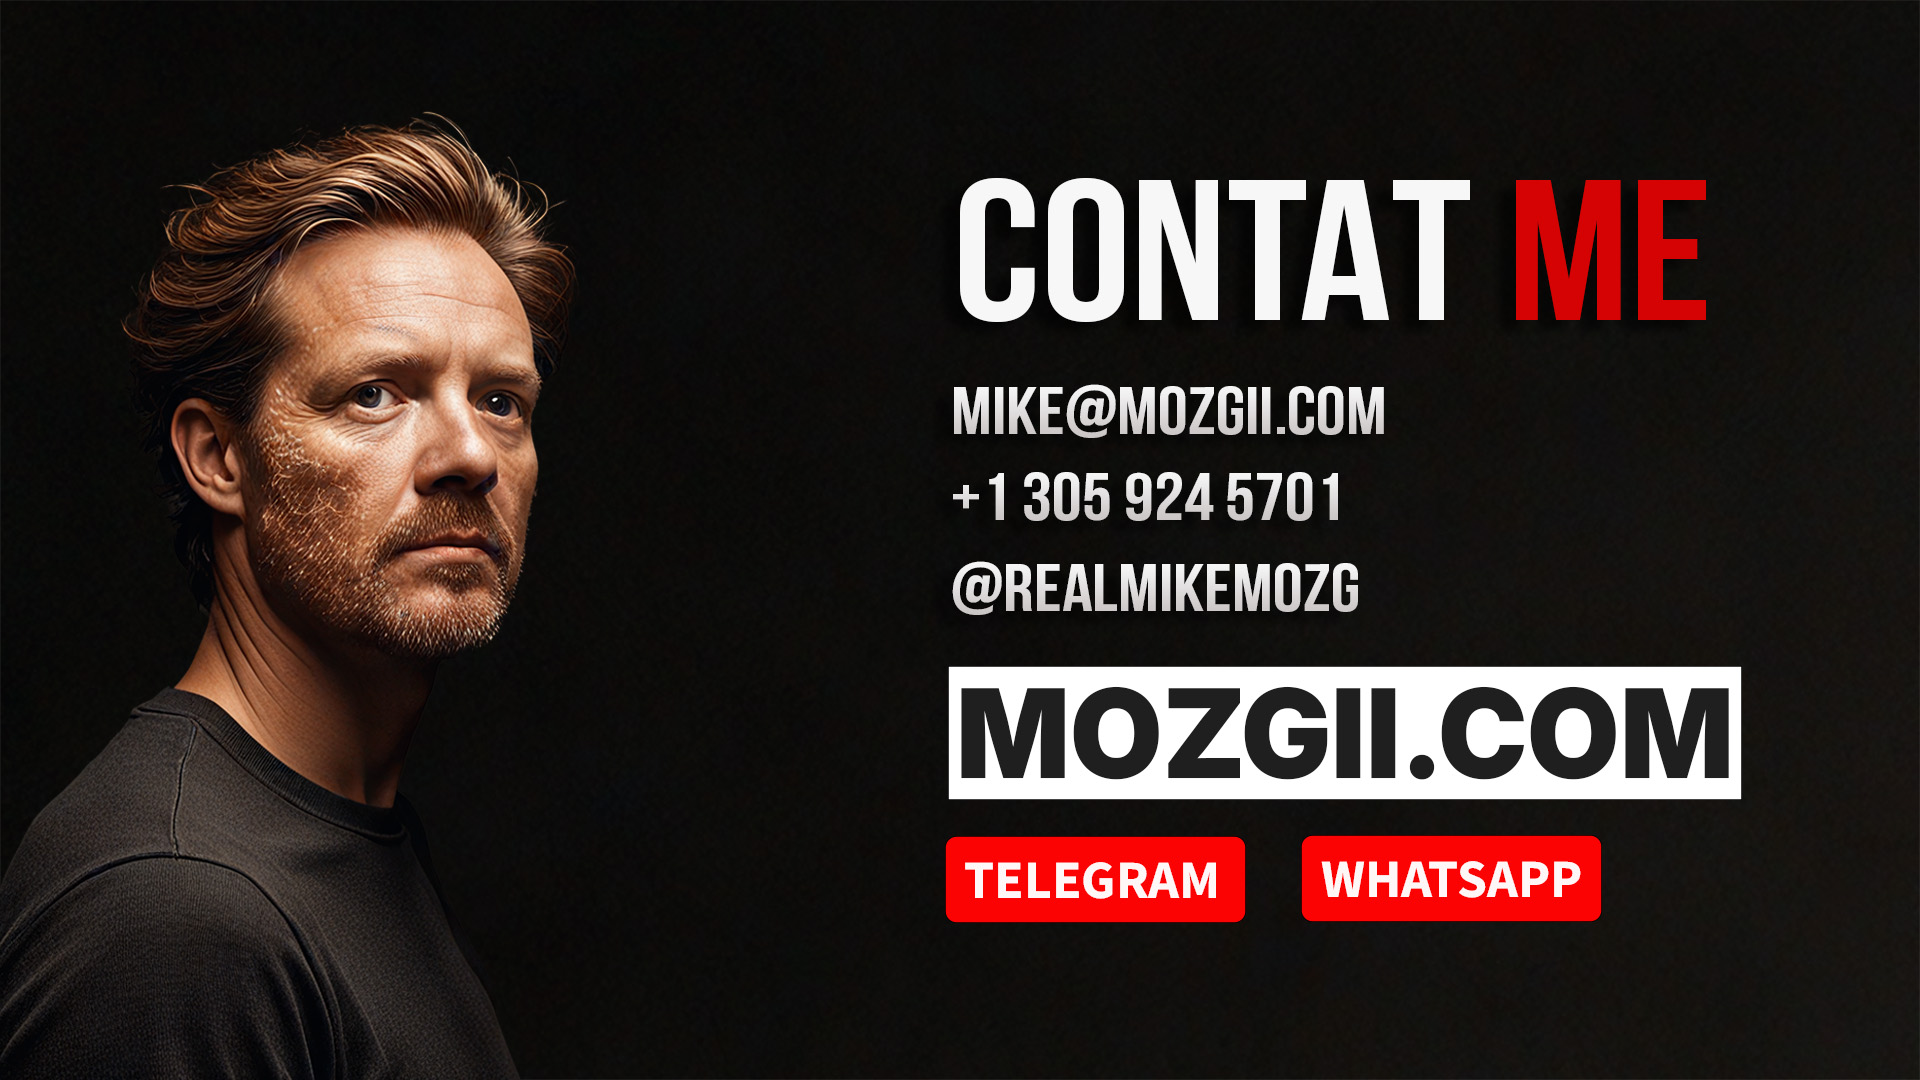 CONTAT ME
MIKE@MOZGII.COM
+1 305 924 5701
@REALMIKEMOZG
MOZGII.COM
TELEGRAM WHATSAPP